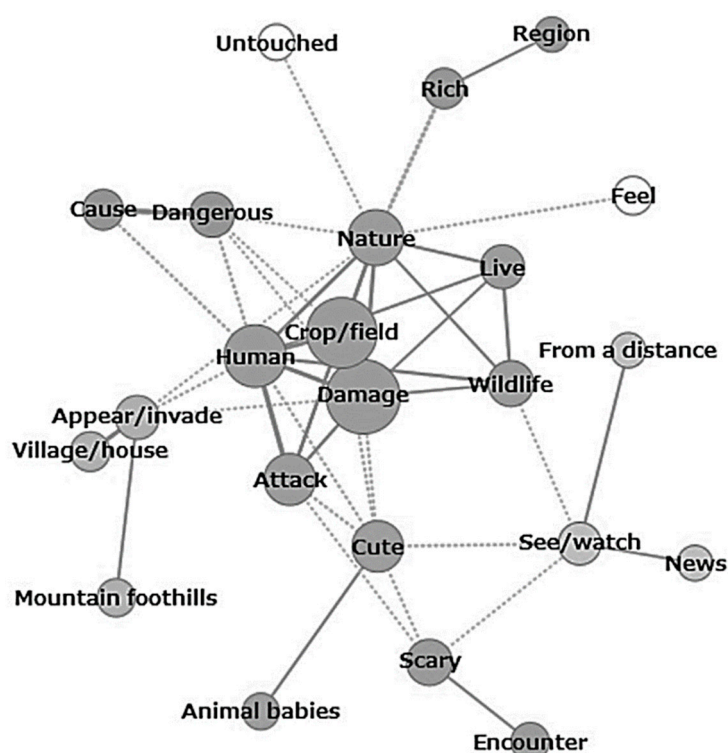 Region
Untouched
Rich
Feel
Cause
Dangerous
Nature
Live
Crop/field
From a distance
Human
Wildlife
Damage
Appear/invade
Village/house
Attack
See/watch
Cute
News
Mountain foothills
Scary
Animal babies
Encounter